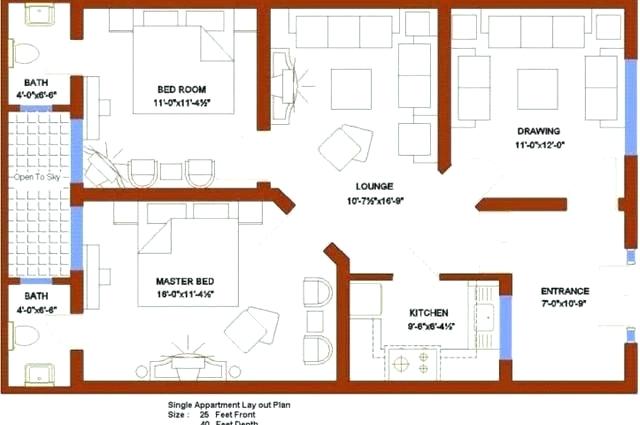 BATH
4'-0"x6'-6"
BED ROOM
11'-0"x11'-4½"
DRAWING
11'-0"x12'-0"
Open To Sky
LOUNGE
10'-7½"x16'-9"
MASTER BED
16'-0"x11'-4½"
BATH
4'-0"x6'-6"
KITCHEN
9'-6"x6'-4½"
ENTRANCE
7'-0"x10'-9"
Single Appartment Lay out Plan
Size : 25 Feet Front
40 Feet Depth